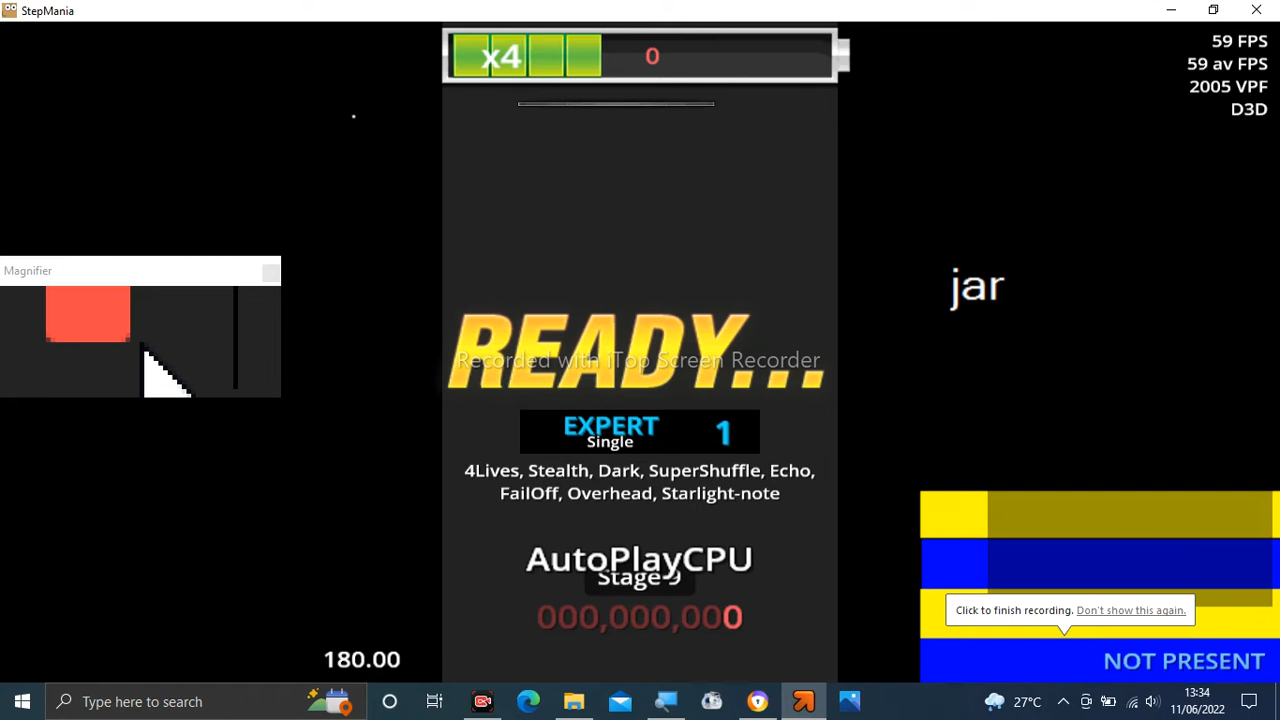 StepMania
x4
0
59 FPS
59 av FPS
2005 VPF
D3D
Magnifier
jar
READY...
Recorded with iTop Screen Recorder
EXPERT 1
Single
4Lives, Stealth, Dark, SuperShuffle, Echo,
FailOff, Overhead, Starlight-note
AutoPlayCPU
Stage 9
000,000,000
180.00
Click to finish recording. Don't show this again.
NOT PRESENT
Type here to search
27°C
13:34
11/06/2022